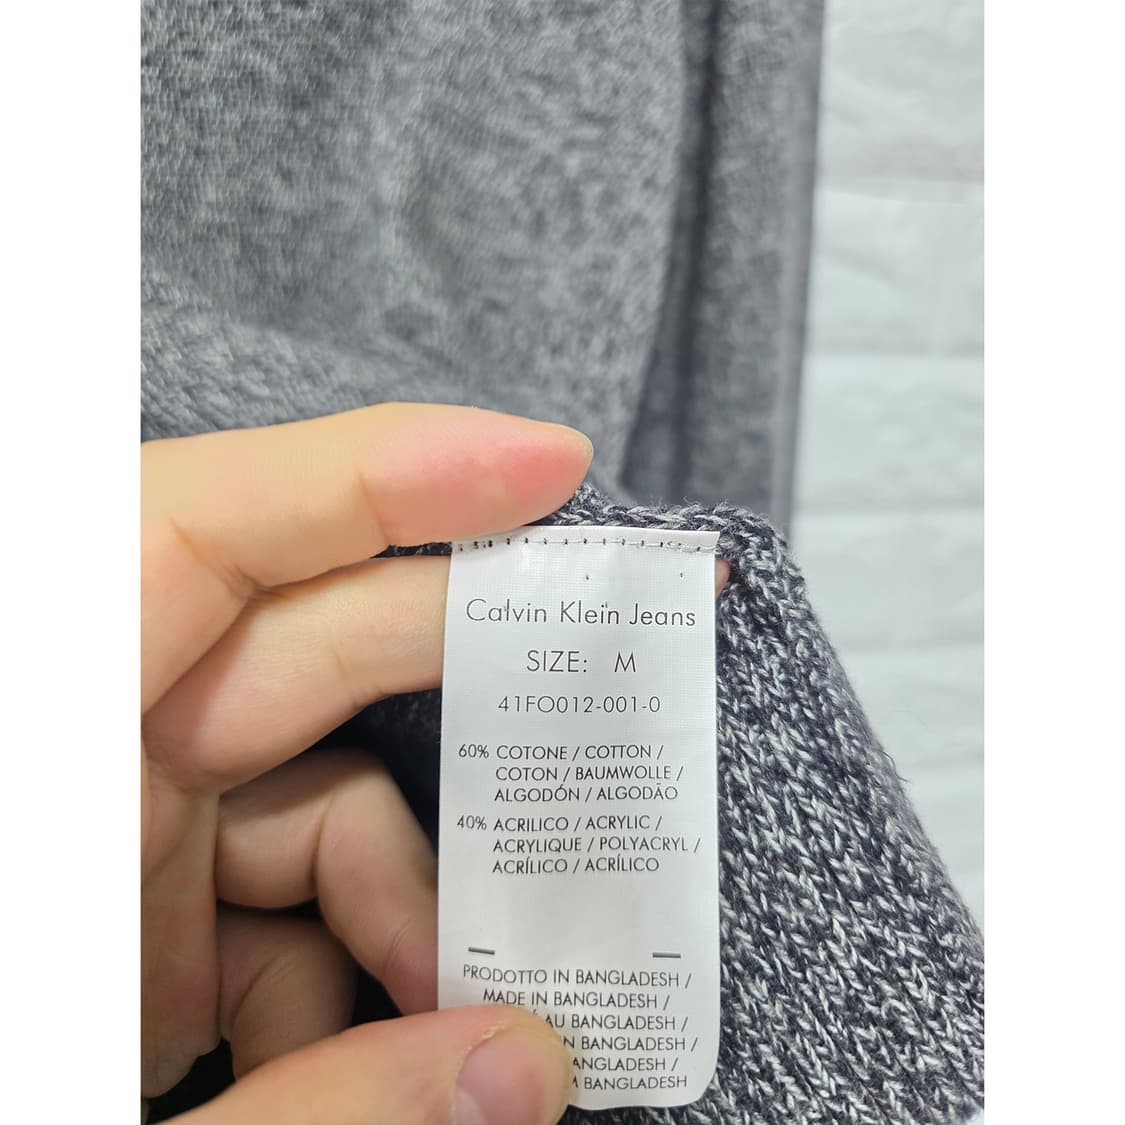 Calvin Klein Jeans
SIZE: M
41FO012-001-0
60% COTONE / COTTON /
COTON / BAUMWOLLE /
ALGODÓN / ALGODÃO
40% ACRILICO / ACRYLIC /
ACRYLIQUE / POLYACRYL /
ACRÍLICO / ACRÍLICO
PRODOTTO IN BANGLADESH /
MADE IN BANGLADESH /
AU BANGLADESH /
BANGLADESH /
BANGLADESH